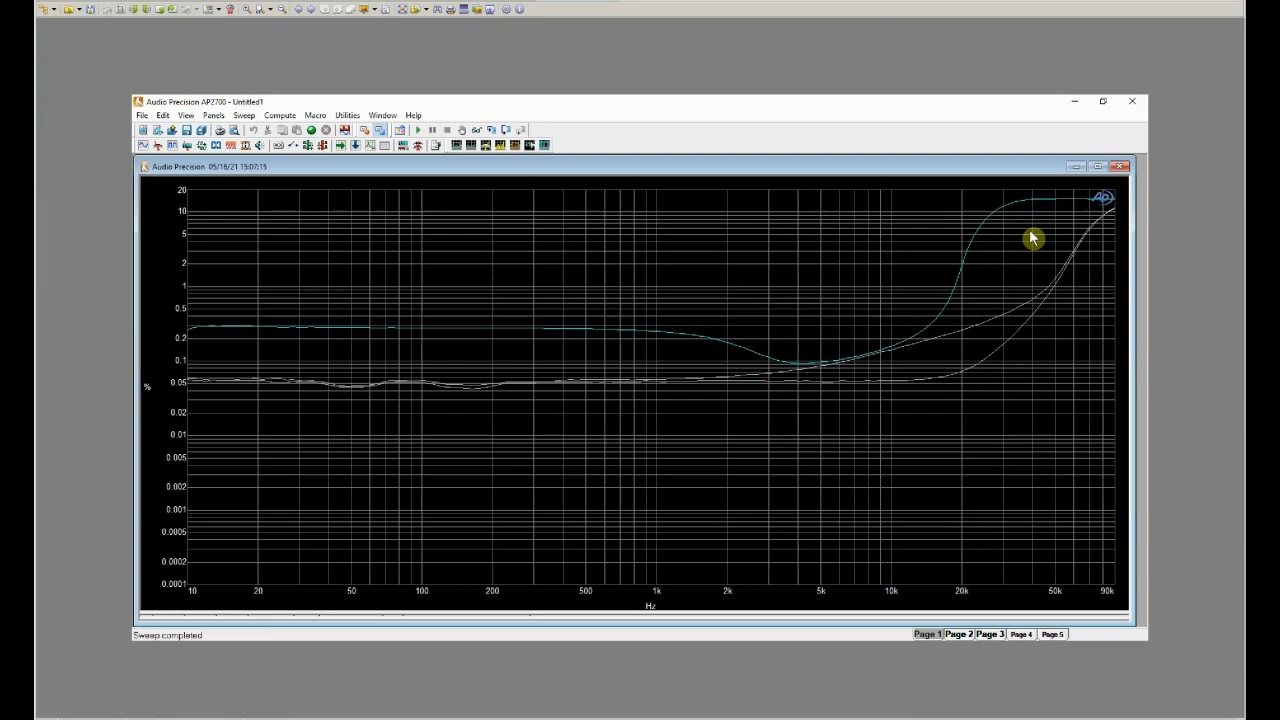 Audio Precision AP2700 - Untitled1
File Edit View Panels Sweep Compute Macro Utilities Window Help
Audio Precision 05/16/21 15:07:15
20
10
5
2
1
0.5
0.2
0.1
0.05
0.02
0.01
0.005
0.002
0.001
0.0005
0.0002
0.0001
%
10 20 50 100 200 500 1k 2k 5k 10k 20k 50k 90k
Hz
AP
Sweep completed
Page 1 Page 2 Page 3 Page 4 Page 5